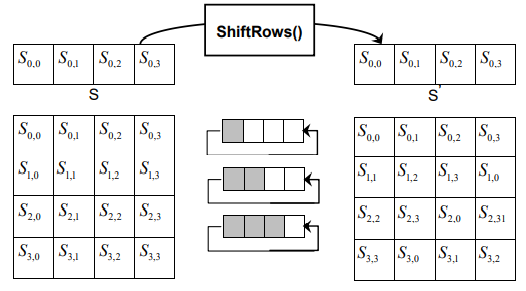 ShiftRows()
S0,0 S0,1 S0,2 S0,3
S0,0 S0,1 S0,2 S0,3
S
S'
S0,0 S0,1 S0,2 S0,3
S1,0 S1,1 S1,2 S1,3
S2,0 S2,1 S2,2 S2,3
S3,0 S3,1 S3,2 S3,3
S0,0 S0,1 S0,2 S0,3
S1,1 S1,2 S1,3 S1,0
S2,2 S2,3 S2,0 S2,31
S3,3 S3,0 S3,1 S3,2